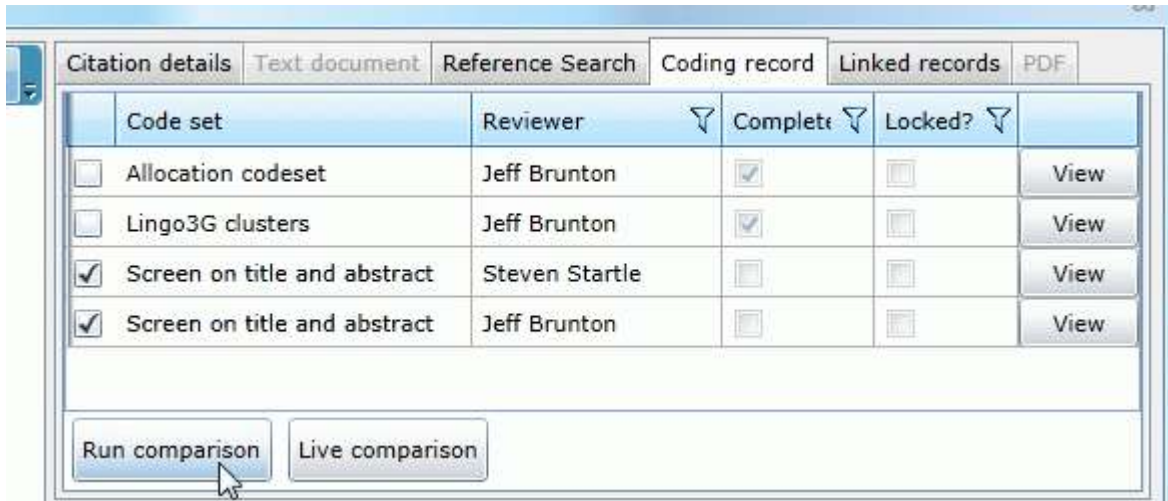 Citation details Text document Reference Search Coding record Linked records PDF
Code set Reviewer Complete Locked?
Allocation codeset Jeff Brunton View
Lingo3G clusters Jeff Brunton View
Screen on title and abstract Steven Startle View
Screen on title and abstract Jeff Brunton View
Run comparison Live comparison